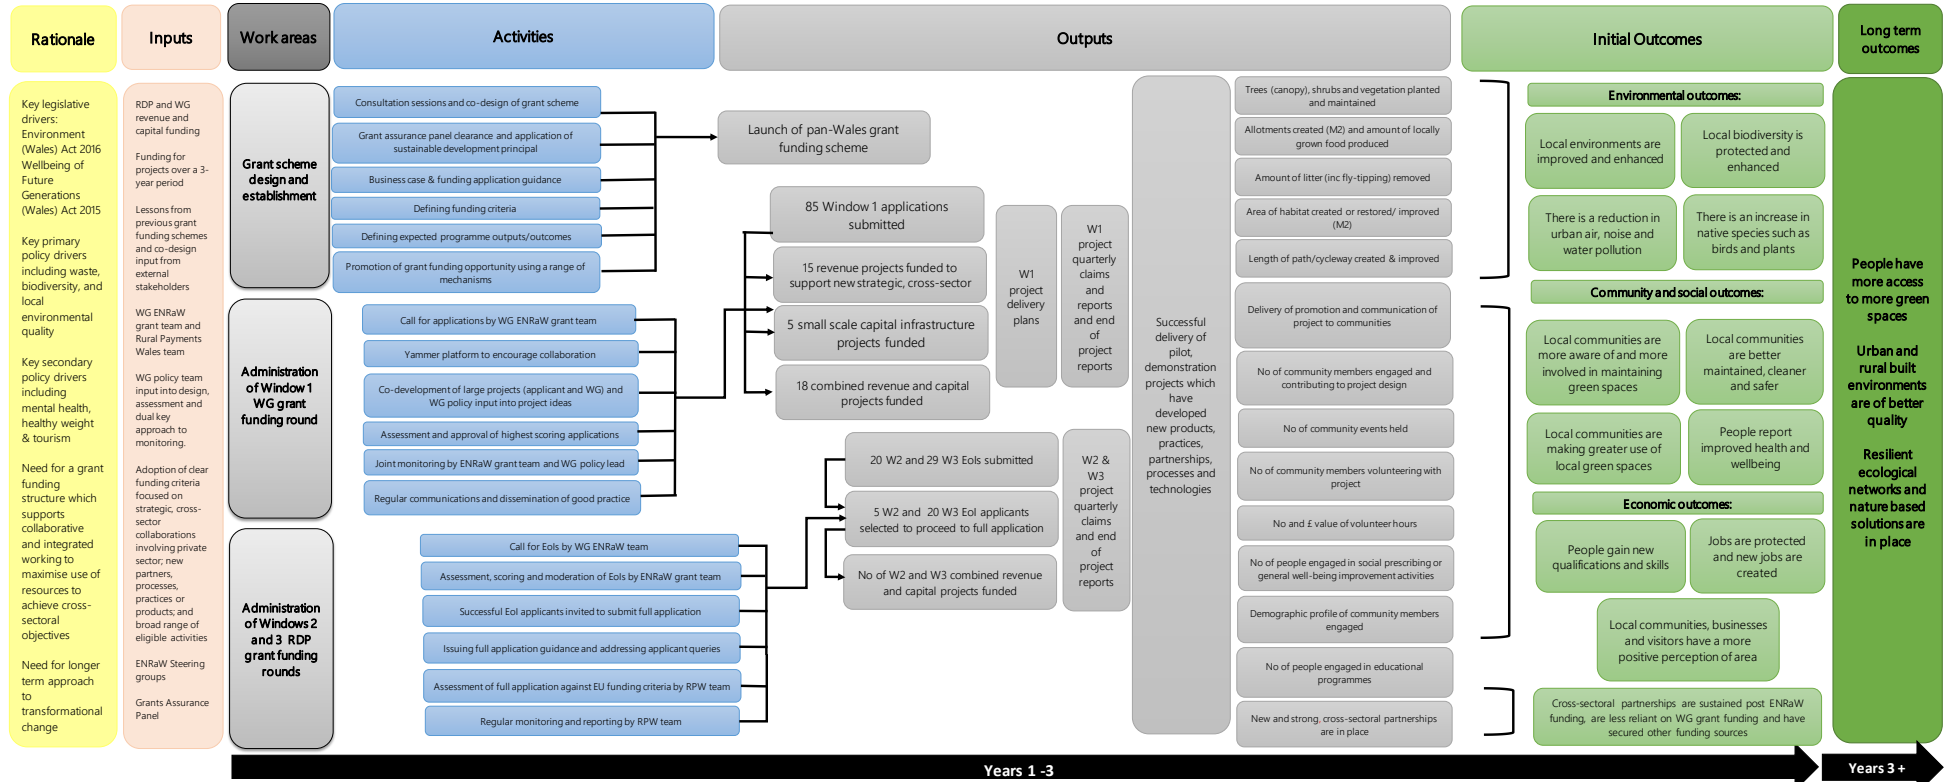 Rationale
Inputs
Work areas
Activities
Outputs
Initial Outcomes
Long term
outcomes
Key legislative
drivers:
Environment
(Wales) Act 2016
Wellbeing of
Future
Generations
(Wales) Act 2015
Key primary
policy drivers
including waste,
biodiversity, and
local
environmental
quality
Key secondary
policy drivers
including
mental health,
healthy weight
& tourism
Need for a grant
funding
structure which
supports
collaborative
and integrated
working to
maximise use of
resources to
achieve cross-
sectoral
objectives
Need for longer
term approach
to
transformational
change
RDP and WG
revenue and
capital funding
Funding for
projects over a 3-
year period
Lessons from
previous grant
funding schemes
and co-design
input from
external
stakeholders
WG ENRaW
grant team and
Rural Payments
Wales team
WG policy team
input into design,
assessment and
dual key
approach to
monitoring.
Adoption of clear
funding criteria
focused on
strategic, cross-
sector
collaborations
involving private
sector; new
partners,
processes,
practices or
products; and
broad range of
eligible activities
ENRaW Steering
groups
Grants Assurance
Panel
Grant scheme
design and
establishment
Administration
of Window 1
WG grant
funding round
Administration
of Windows 2
and 3 RDP
grant funding
rounds
Consultation sessions and co-design of grant scheme
Grant assurance panel clearance and application of
sustainable development principal
Business case & funding application guidance
Defining funding criteria
Defining expected programme outputs/outcomes
Promotion of grant funding opportunity using a range of
mechanisms
Call for applications by WG ENRaW grant team
Yammer platform to encourage collaboration
Co-development of large projects (applicant and WG) and
WG policy input into project ideas
Assessment and approval of highest scoring applications
Joint monitoring by ENRaW grant team and WG policy lead
Regular communications and dissemination of good practice
Call for EoIs by WG ENRaW team
Assessment, scoring and moderation of EoIs by ENRaW grant team
Successful EoI applicants invited to submit full application
Issuing full application guidance and addressing applicant queries
Assessment of full application against EU funding criteria by RPW team
Regular monitoring and reporting by RPW team
Launch of pan-Wales grant
funding scheme
85 Window 1 applications
submitted
15 revenue projects funded to
support new strategic, cross-sector
5 small scale capital infrastructure
projects funded
18 combined revenue and capital
projects funded
20 W2 and 29 W3 EoIs submitted
5 W2 and 20 W3 EoI applicants
selected to proceed to full application
No of W2 and W3 combined revenue
and capital projects funded
W1
project
delivery
plans
W1
project
quarterly
claims
and
reports
and end
of
project
reports
W2 &
W3
project
quarterly
claims
and end
of
project
reports
Successful
delivery of
pilot,
demonstration
projects which
have
developed
new products,
practices,
partnerships,
processes and
technologies
Trees (canopy), shrubs and vegetation planted
and maintained
Allotments created (M2) and amount of locally
grown food produced
Amount of litter (inc fly-tipping) removed
Area of habitat created or restored/ improved
(M2)
Length of path/cycleway created & improved
Delivery of promotion and communication of
project to communities
No of community members engaged and
contributing to project design
No of community events held
No of community members volunteering with
project
No and £ value of volunteer hours
No of people engaged in social prescribing or
general well-being improvement activities
Demographic profile of community members
engaged
No of people engaged in educational
programmes
New and strong, cross-sectoral partnerships
are in place
Environmental outcomes:
Local environments are
improved and enhanced
Local biodiversity is
protected and
enhanced
There is a reduction in
urban air, noise and
water pollution
There is an increase in
native species such as
birds and plants
Community and social outcomes:
Local communities are
more aware of and more
involved in maintaining
green spaces
Local communities
are better
maintained, cleaner
and safer
Local communities are
making greater use of
local green spaces
People report
improved health and
wellbeing
Economic outcomes:
People gain new
qualifications and skills
Jobs are protected
and new jobs are
created
Local communities, businesses
and visitors have a more
positive perception of area
Cross-sectoral partnerships are sustained post ENRaW
funding, are less reliant on WG grant funding and have
secured other funding sources
People have
more access
to more green
spaces
Urban and
rural built
environments
are of better
quality
Resilient
ecological
networks and
nature based
solutions are
in place
Years 1 -3
Years 3 +